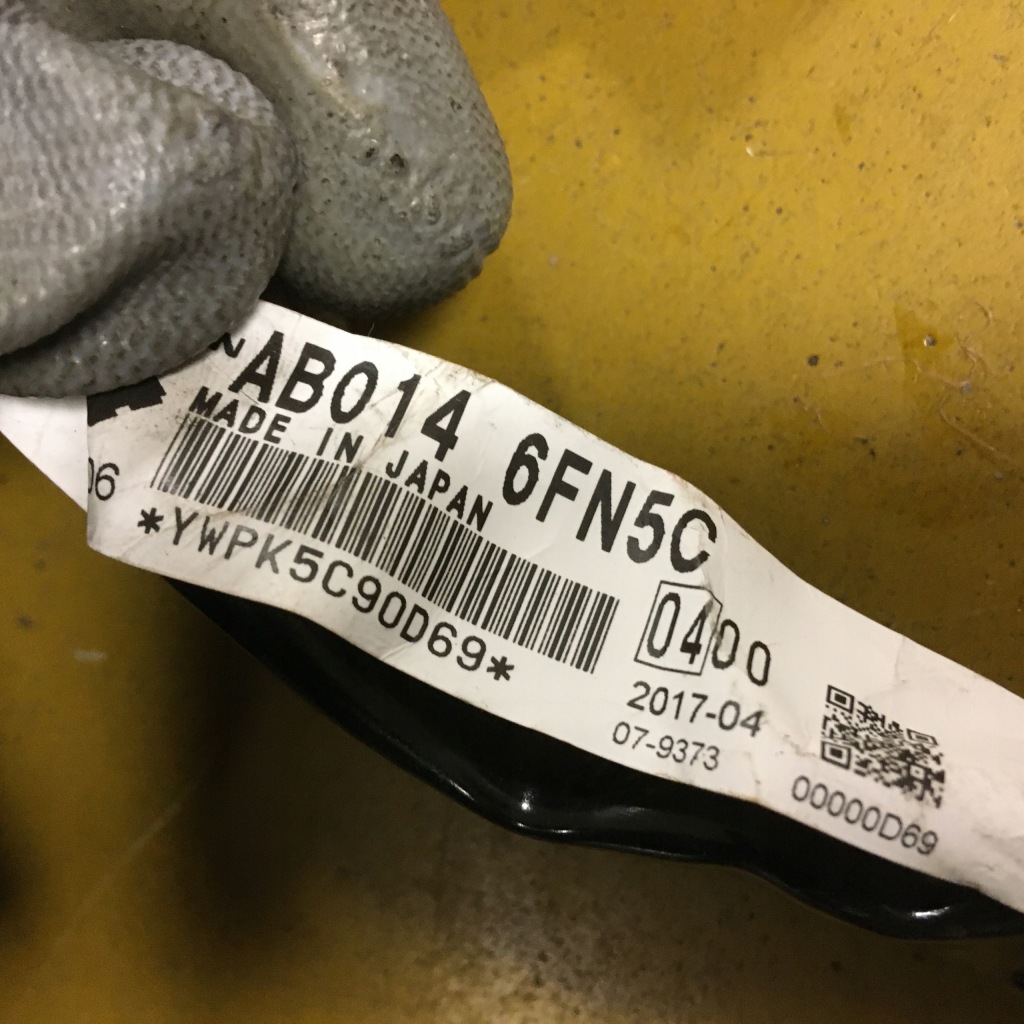 N AB014 6FN5C
MADE IN JAPAN
06
*YWPK5C90D69*
0400
2017-04
07-9373
00000D69